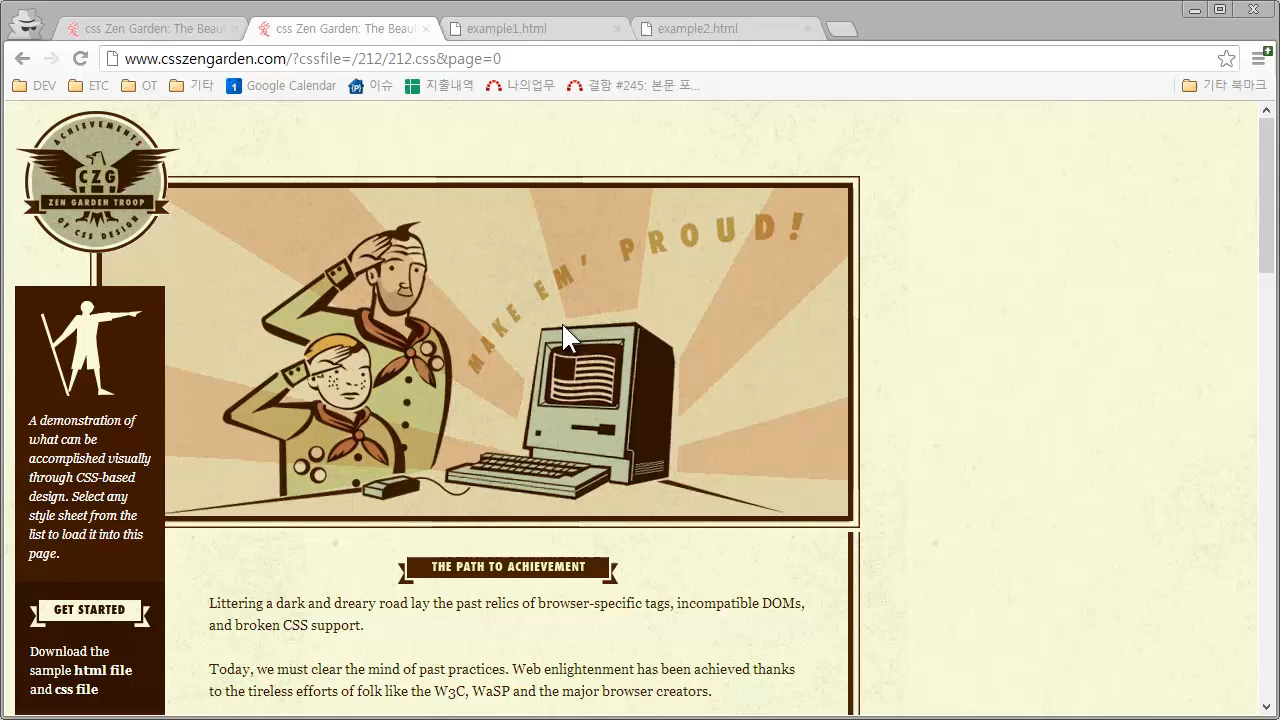 css Zen Garden: The Beau
css Zen Garden: The Beau
example1.html
example2.html
www.csszengarden.com/?cssfile=/212/212.css&page=0
DEV
ETC
OT
기타
1
Google Calendar
이슈
지출내역
나의업무
결함 #245: 본문 포...
기타 북마크
ACHIEVEMENTS
CZG
ZEN GARDEN TROOP
OF CSS DESIGN
MAKE EM' PROUD!
A demonstration of
what can be
accomplished visually
through CSS-based
design. Select any
style sheet from the
list to load it into this
page.
GET STARTED
Download the
sample html file
and css file
THE PATH TO ACHIEVEMENT
Littering a dark and dreary road lay the past relics of browser-specific tags, incompatible DOMs,
and broken CSS support.
Today, we must clear the mind of past practices. Web enlightenment has been achieved thanks
to the tireless efforts of folk like the W3C, WaSP and the major browser creators.